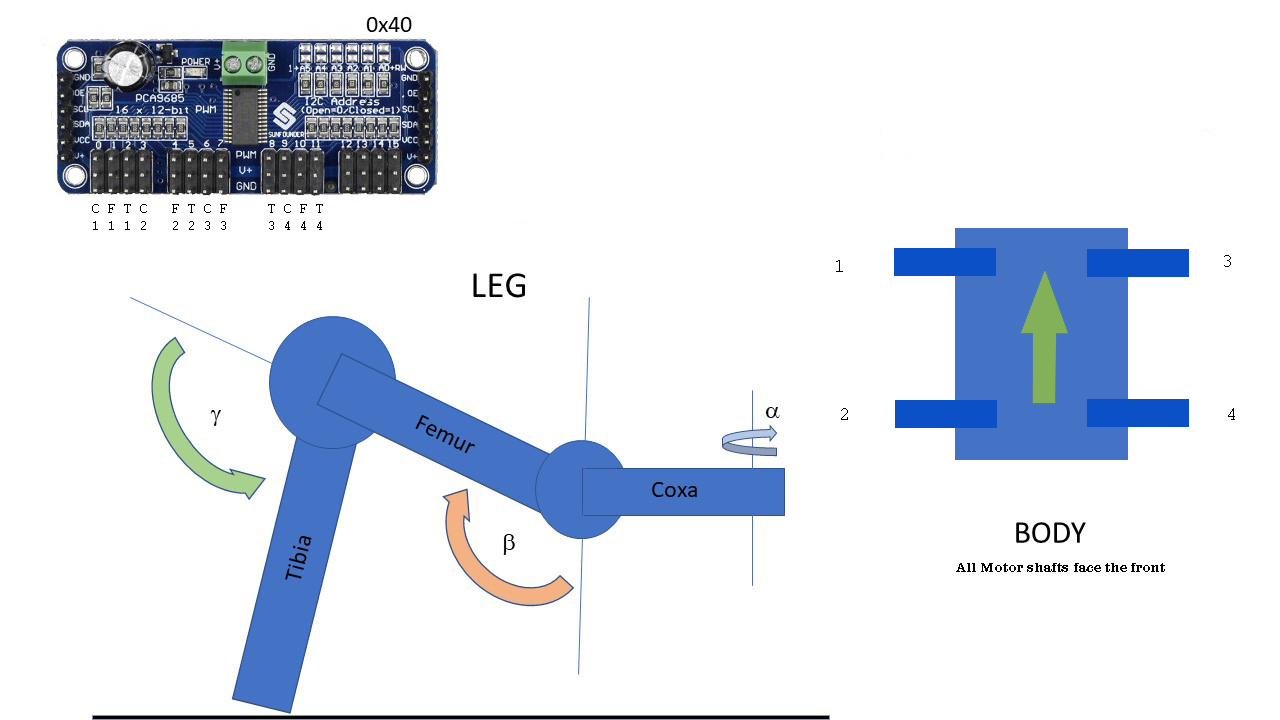 0x40
POWER
V+
GND
1+A5 A4 A3 A2 A1 A0+RW
GND
OE
SCL
SDA
VCC
V+
PCA9685
16 x 12-bit PWM
I2C Address
(Open=0/Closed=1)
SUNFOUNDER
GND
OE
SCL
SDA
VCC
V+
0 1 2 3 4 5 6 7 8 9 10 11 12 13 14 15
PWM
V+
GND
C F T C F T C F T C F T
1 1 1 2 2 2 3 3 3 4 4 4
LEG
γ
Femur
Tibia
β
Coxa
α
1
3
2
4
BODY
All Motor shafts face the front